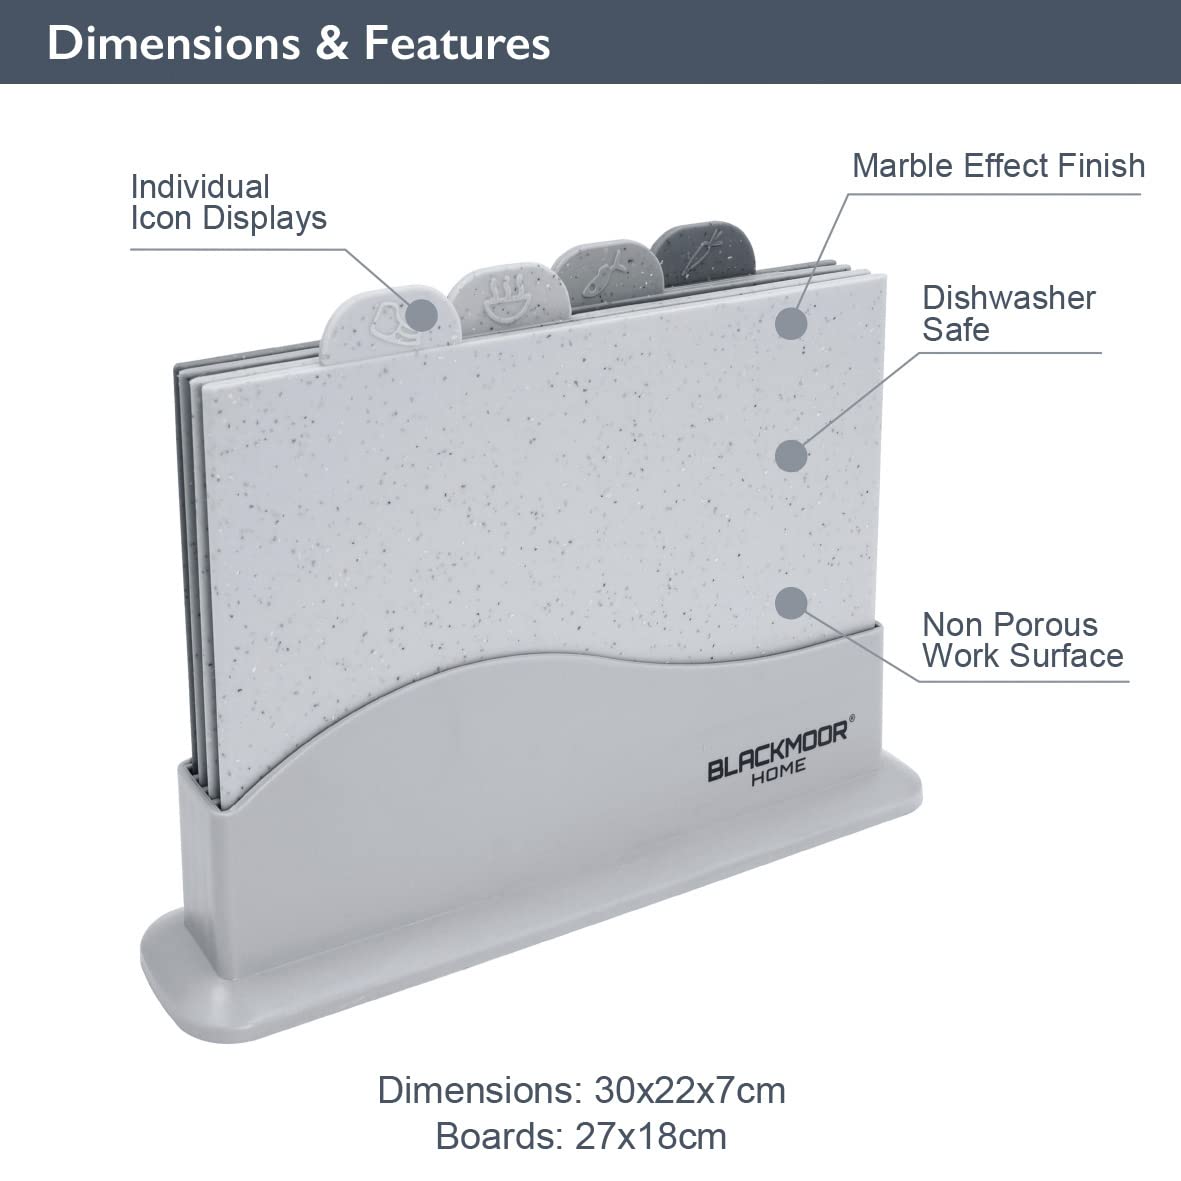 Dimensions & Features
Individual
Icon Displays
Marble Effect Finish
Dishwasher
Safe
Non Porous
Work Surface
BLACKMOOR®
HOME
Dimensions: 30x22x7cm
Boards: 27x18cm